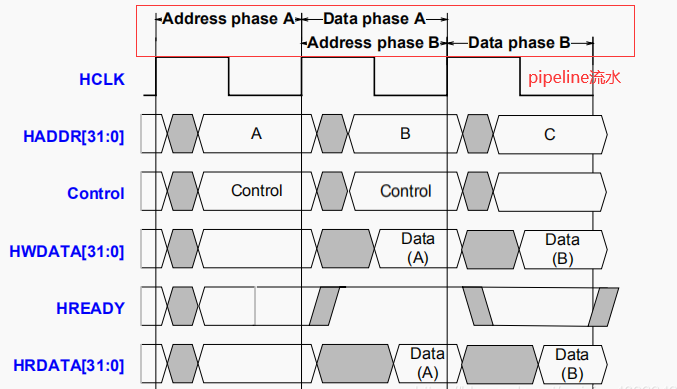 Address phase A Data phase A
Address phase B Data phase B
HCLK
pipeline流水
HADDR[31:0] A B C
Control Control Control
HWDATA[31:0] Data (A) Data (B)
HREADY
HRDATA[31:0] Data (A) Data (B)